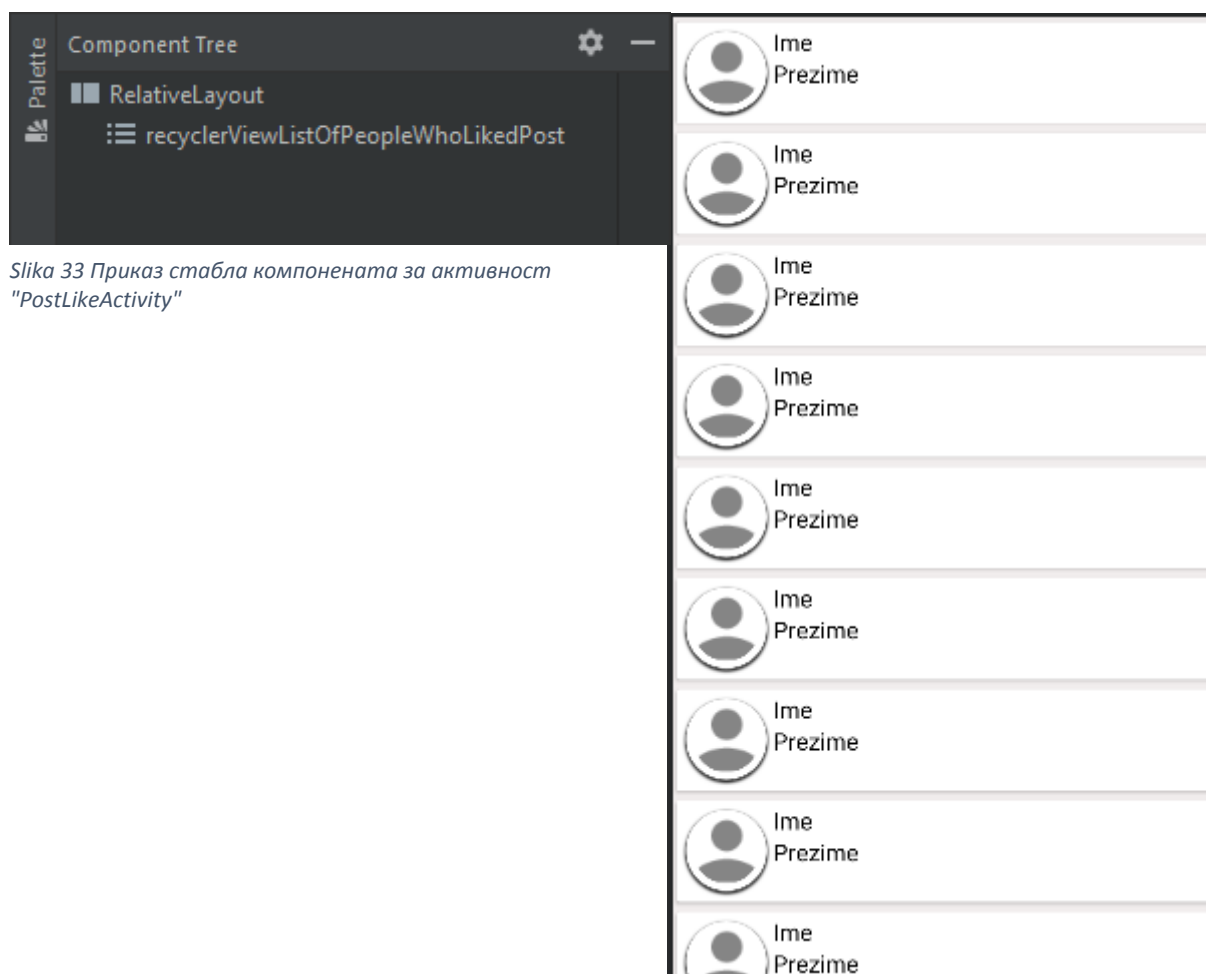 Palette
Component Tree
RelativeLayout
recyclerViewListOfPeopleWhoLikedPost
Slika 33 Приказ стабла компонената за активност
"PostLikeActivity"
Ime
Prezime
Ime
Prezime
Ime
Prezime
Ime
Prezime
Ime
Prezime
Ime
Prezime
Ime
Prezime
Ime
Prezime
Ime
Prezime